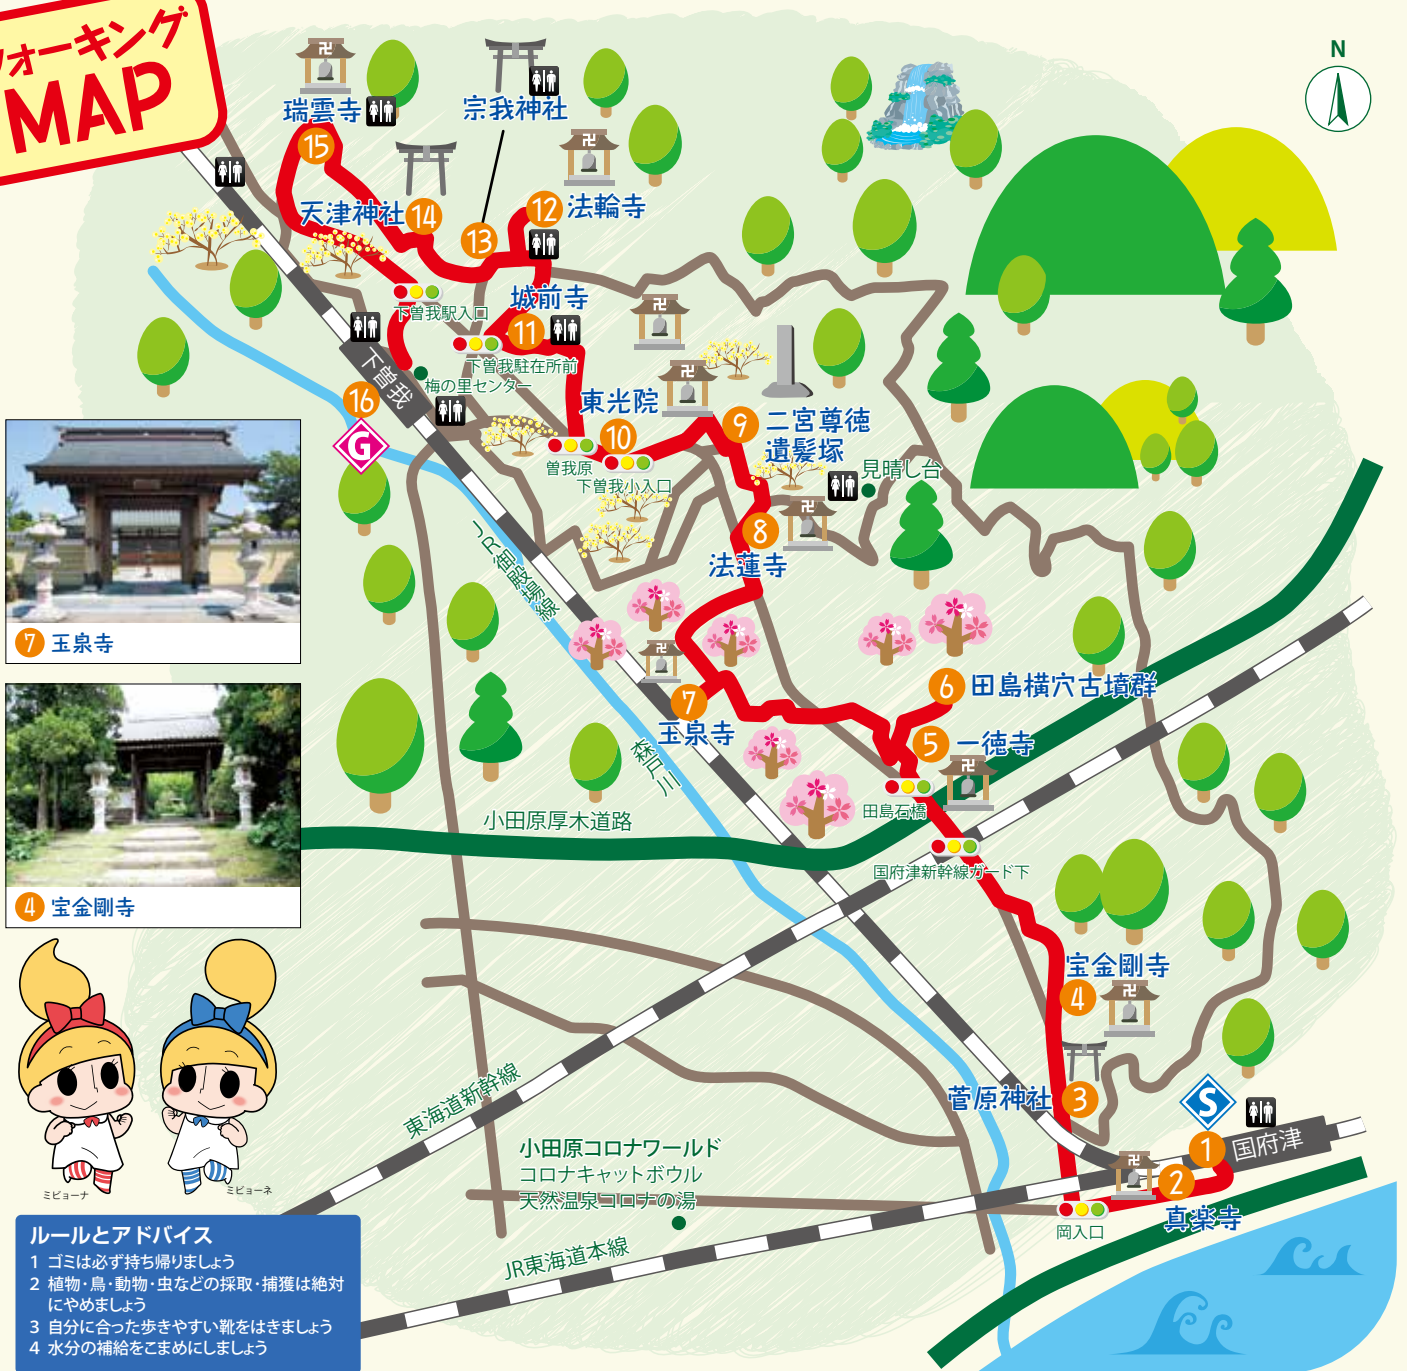 ウォーキング
MAP
N
瑞雲寺
15
宗我神社
天津神社
14
13
12 法輪寺
下曽我駅入口
城前寺
11
下曽我駐在所前
梅の里センター
下曽我
16
G
東光院
10
曽我原
下曽我小入口
9
二宮尊徳
遺髪塚
見晴し台
8
法蓮寺
JR御殿場線
7
玉泉寺
森戸川
6 田島横穴古墳群
5 一徳寺
田島石橋
小田原厚木道路
国府津新幹線ガード下
宝金剛寺
4
菅原神社
3
S
1
国府津
2
真楽寺
岡入口
東海道新幹線
小田原コロナワールド
コロナキャットボウル
天然温泉コロナの湯
JR東海道本線
7 玉泉寺
4 宝金剛寺
ミビョーナ
ミビョーネ
ルールとアドバイス
1 ゴミは必ず持ち帰りましょう
2 植物・鳥・動物・虫などの採取・捕獲は絶対
にやめましょう
3 自分に合った歩きやすい靴をはきましょう
4 水分の補給をこまめにしましょう